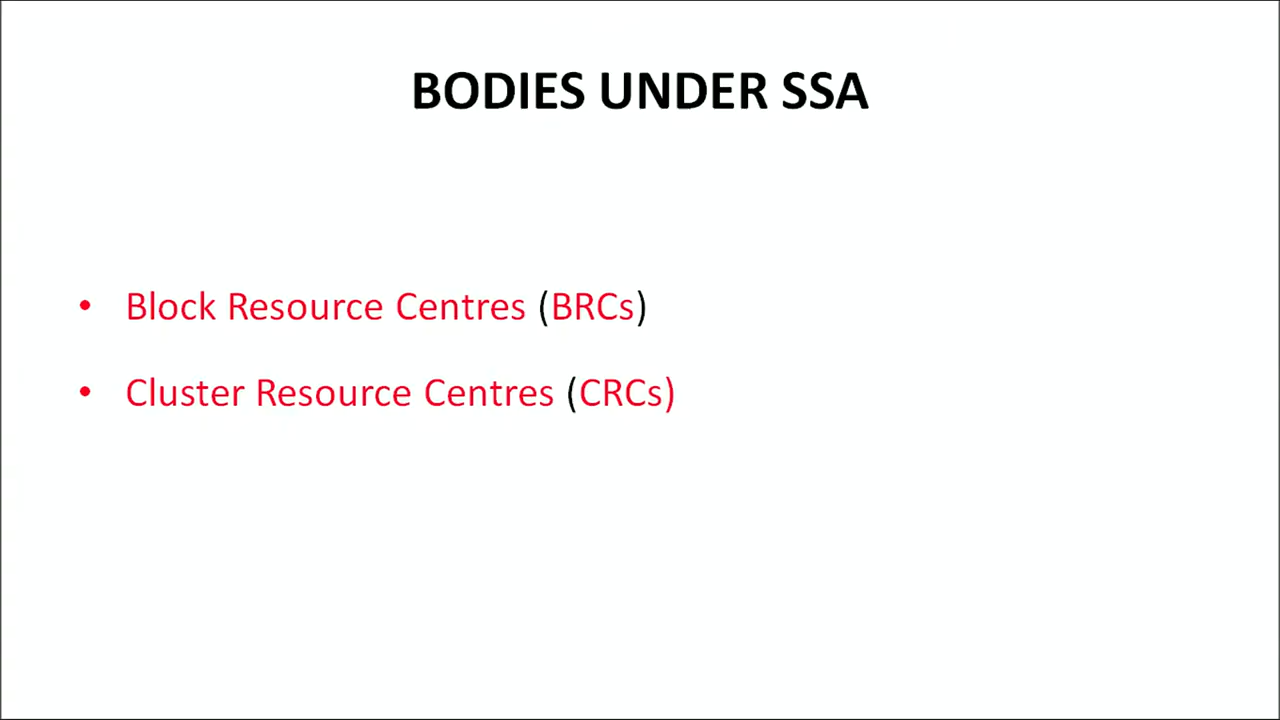 BODIES UNDER SSA
• Block Resource Centres (BRCs)
• Cluster Resource Centres (CRCs)